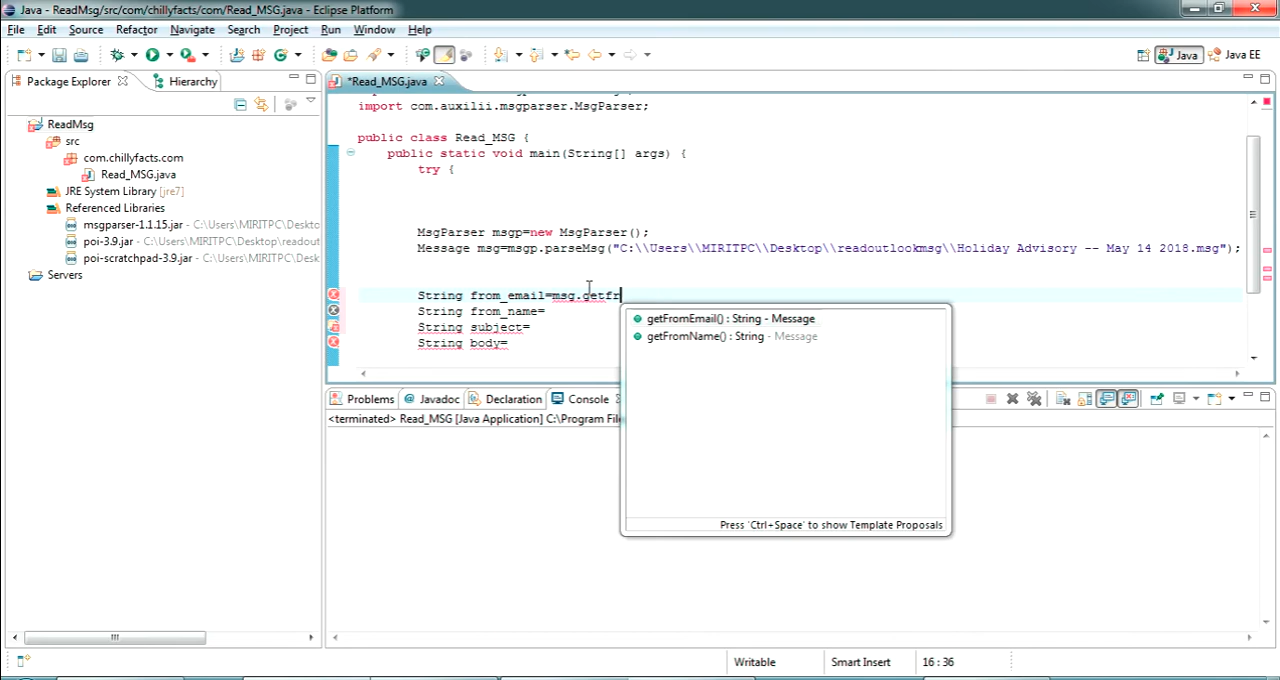 Java - ReadMsg/src/com/chillyfacts/com/Read_MSG.java - Eclipse Platform
File Edit Source Refactor Navigate Search Project Run Window Help
Java Java EE
Package Explorer Hierarchy
*Read_MSG.java
ReadMsg
src
com.chillyfacts.com
Read_MSG.java
JRE System Library [jre7]
Referenced Libraries
msgparser-1.1.15.jar - C:\Users\MIRITPC\Deskto
poi-3.9.jar - C:\Users\MIRITPC\Desktop\readout
poi-scratchpad-3.9.jar - C:\Users\MIRITPC\Des
Servers
import com.auxilii.msgparser.MsgParser;
public class Read_MSG {
public static void main(String[] args) {
try {
MsgParser msgp=new MsgParser();
Message msg=msgp.parseMsg("C:\\Users\\MIRITPC\\Desktop\\readoutlookmsg\\Holiday Advisory -- May 14 2018.msg");
String from_email=msg.getfr
String from_name=
String subject=
String body=
getFromEmail() : String - Message
getFromName() : String - Message
Press 'Ctrl+Space' to show Template Proposals
Problems Javadoc Declaration Console
<terminated> Read_MSG [Java Application] C:\Program File
Writable Smart Insert 16 : 36